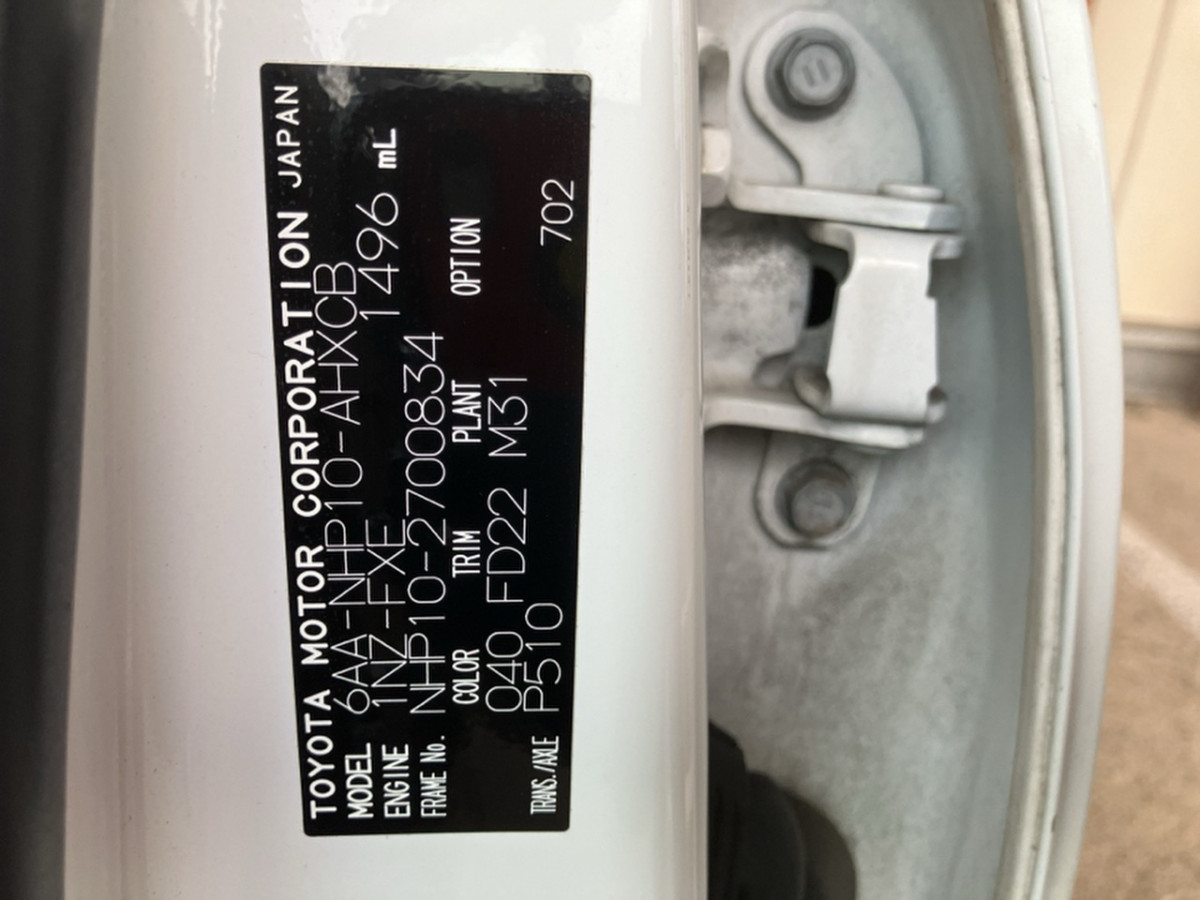 TOYOTA MOTOR CORPORATION JAPAN
MODEL 6AA-NHP10-AHXCB
ENGINE 1NZ-FXE 1496 mL
FRAME No. NHP10-2700834
COLOR TRIM PLANT OPTION
040 FD22 M31
TRANS./AXLE P510 702